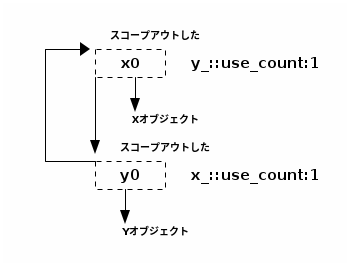 スコープアウトした
x0 y_::use_count:1
Xオブジェクト
スコープアウトした
y0 x_::use_count:1
Yオブジェクト